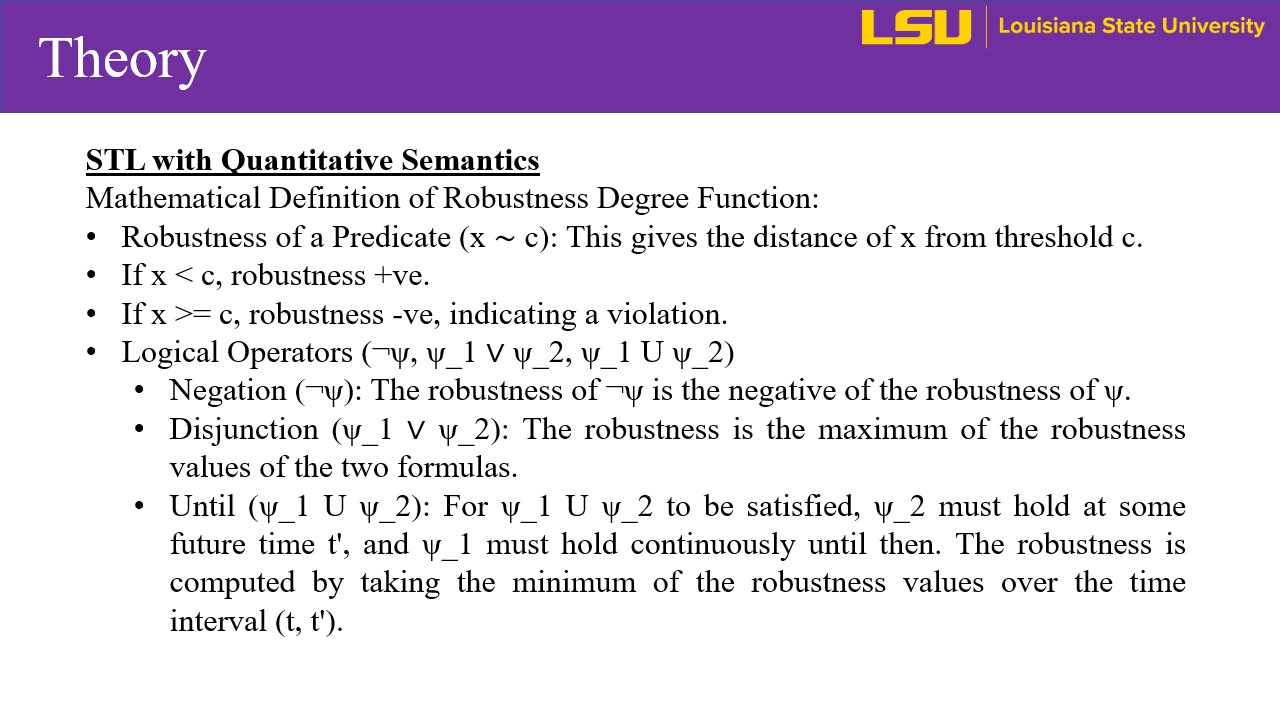 Theory
LSU | Louisiana State University
STL with Quantitative Semantics
Mathematical Definition of Robustness Degree Function:
• Robustness of a Predicate (x ∼ c): This gives the distance of x from threshold c.
• If x < c, robustness +ve.
• If x >= c, robustness -ve, indicating a violation.
• Logical Operators (¬ψ, ψ_1 ∨ ψ_2, ψ_1 U ψ_2)
• Negation (¬ψ): The robustness of ¬ψ is the negative of the robustness of ψ.
• Disjunction (ψ_1 ∨ ψ_2): The robustness is the maximum of the robustness
values of the two formulas.
• Until (ψ_1 U ψ_2): For ψ_1 U ψ_2 to be satisfied, ψ_2 must hold at some
future time t', and ψ_1 must hold continuously until then. The robustness is
computed by taking the minimum of the robustness values over the time
interval (t, t').